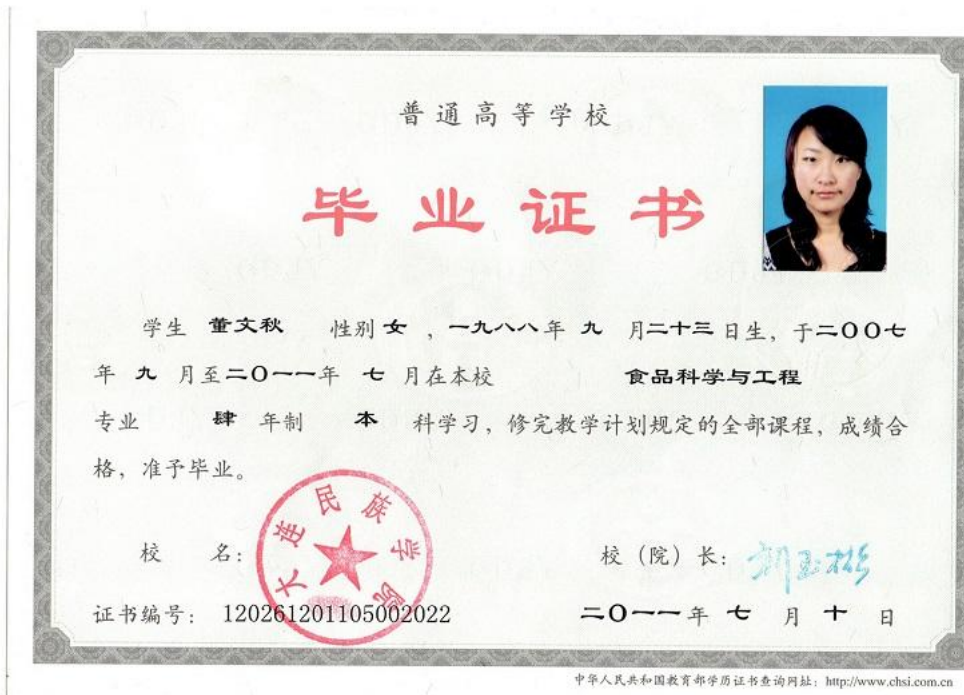 普通高等学校
毕业证书
学生 董文秋 性别 女 ，一九八八年 九 月二十三日生，于二〇〇七
年 九 月至二〇一一年 七 月在本校 食品科学与工程
专业 肆 年制 本 科学习，修完教学计划规定的全部课程，成绩合
格，准予毕业。
大连民族学院
校 名：
校（院）长：
证书编号： 120261201105002022
二〇一一年 七 月 十 日
中华人民共和国教育部学历证书查询网址：http://www.chsi.com.cn